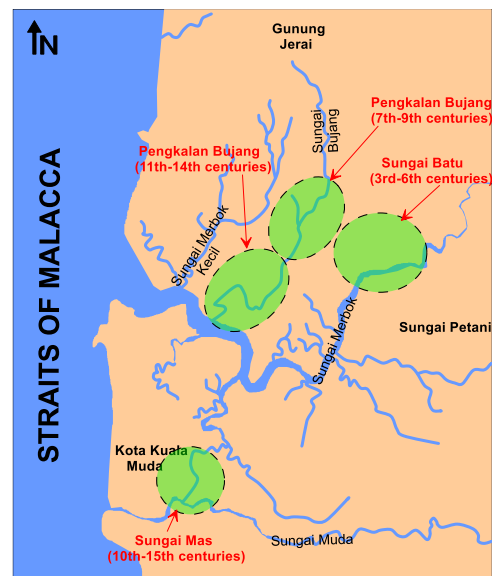 N
Gunung
Jerai
Sungai
Bujang
Pengkalan Bujang
(7th-9th centuries)
Pengkalan Bujang
(11th-14th centuries)
Sungai Batu
(3rd-6th centuries)
Sungai Merbok
Kecil
STRAITS OF MALACCA
Sungai Merbok
Sungai Petani
Kota Kuala
Muda
Sungai Mas
(10th-15th centuries)
Sungai Muda